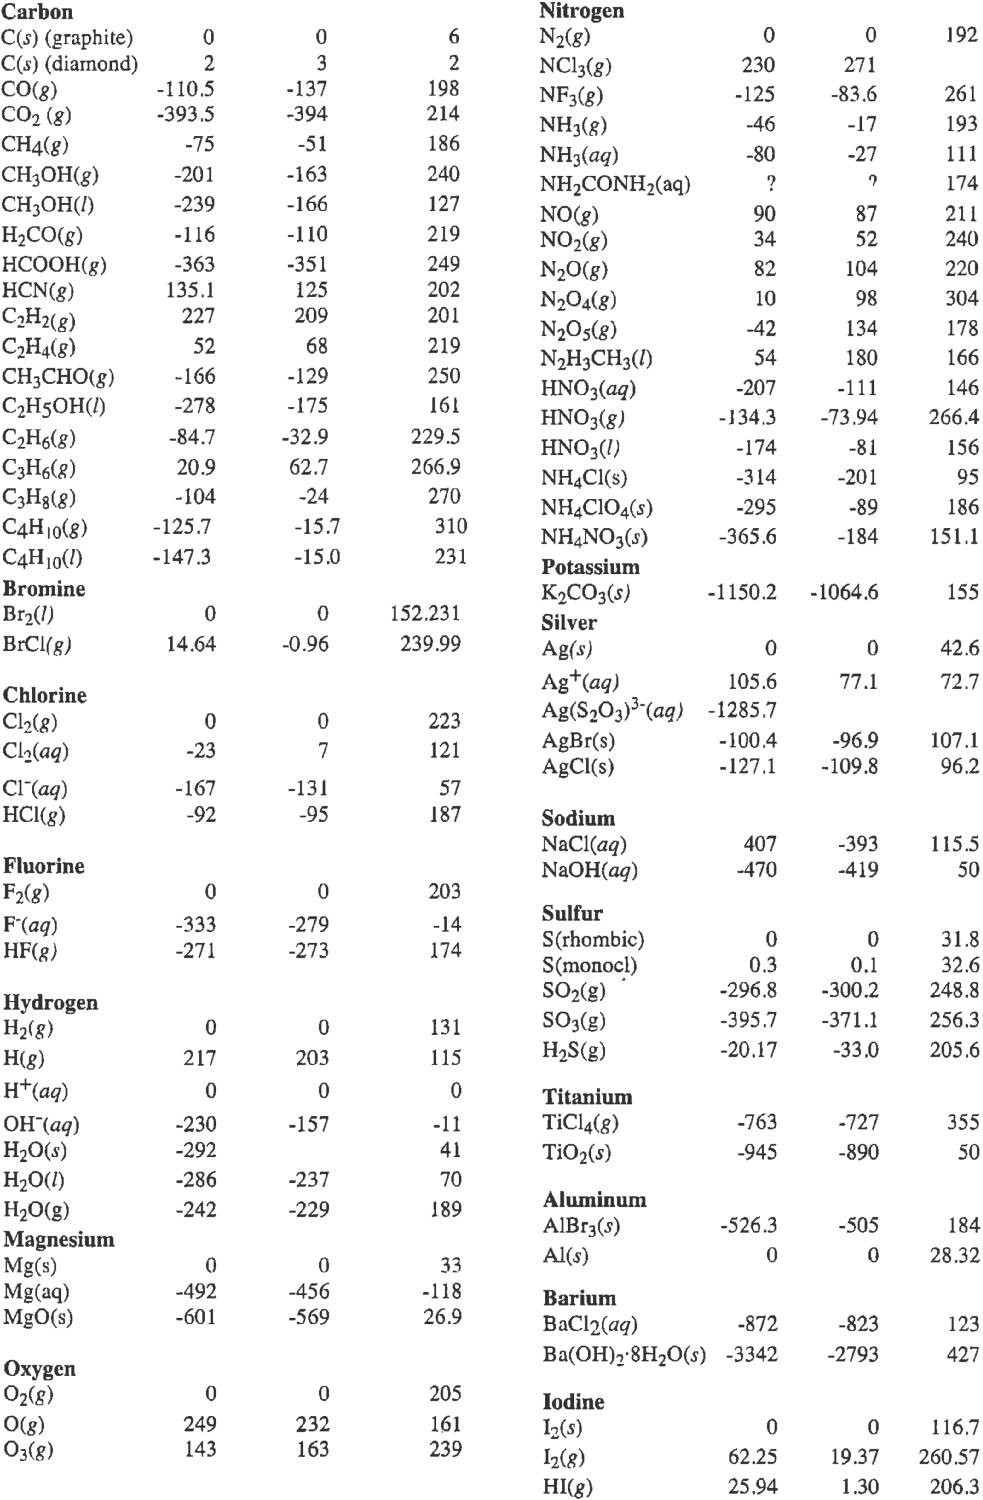 Carbon
C(s) (graphite) 0 0 6
C(s) (diamond) 2 3 2
CO(g) -110.5 -137 198
CO₂ (g) -393.5 -394 214
CH₄(g) -75 -51 186
CH₃OH(g) -201 -163 240
CH₃OH(l) -239 -166 127
H₂CO(g) -116 -110 219
HCOOH(g) -363 -351 249
HCN(g) 135.1 125 202
C₂H₂(g) 227 209 201
C₂H₄(g) 52 68 219
CH₃CHO(g) -166 -129 250
C₂H₅OH(l) -278 -175 161
C₂H₆(g) -84.7 -32.9 229.5
C₃H₆(g) 20.9 62.7 266.9
C₃H₈(g) -104 -24 270
C₄H₁₀(g) -125.7 -15.7 310
C₄H₁₀(l) -147.3 -15.0 231
Bromine
Br₂(l) 0 0 152.231
BrCl(g) 14.64 -0.96 239.99
Chlorine
Cl₂(g) 0 0 223
Cl₂(aq) -23 7 121
Cl⁻(aq) -167 -131 57
HCl(g) -92 -95 187
Fluorine
F₂(g) 0 0 203
F⁻(aq) -333 -279 -14
HF(g) -271 -273 174
Hydrogen
H₂(g) 0 0 131
H(g) 217 203 115
H⁺(aq) 0 0 0
OH⁻(aq) -230 -157 -11
H₂O(s) -292 41
H₂O(l) -286 -237 70
H₂O(g) -242 -229 189
Magnesium
Mg(s) 0 0 33
Mg(aq) -492 -456 -118
MgO(s) -601 -569 26.9
Oxygen
O₂(g) 0 0 205
O(g) 249 232 161
O₃(g) 143 163 239
Nitrogen
N₂(g) 0 0 192
NCl₃(g) 230 271
NF₃(g) -125 -83.6 261
NH₃(g) -46 -17 193
NH₃(aq) -80 -27 111
NH₂CONH₂(aq) ? ? 174
NO(g) 90 87 211
NO₂(g) 34 52 240
N₂O(g) 82 104 220
N₂O₄(g) 10 98 304
N₂O₅(g) -42 134 178
N₂H₃CH₃(l) 54 180 166
HNO₃(aq) -207 -111 146
HNO₃(g) -134.3 -73.94 266.4
HNO₃(l) -174 -81 156
NH₄Cl(s) -314 -201 95
NH₄ClO₄(s) -295 -89 186
NH₄NO₃(s) -365.6 -184 151.1
Potassium
K₂CO₃(s) -1150.2 -1064.6 155
Silver
Ag(s) 0 0 42.6
Ag⁺(aq) 105.6 77.1 72.7
Ag(S₂O₃)³⁻(aq) -1285.7
AgBr(s) -100.4 -96.9 107.1
AgCl(s) -127.1 -109.8 96.2
Sodium
NaCl(aq) 407 -393 115.5
NaOH(aq) -470 -419 50
Sulfur
S(rhombic) 0 0 31.8
S(monocl) 0.3 0.1 32.6
SO₂(g) -296.8 -300.2 248.8
SO₃(g) -395.7 -371.1 256.3
H₂S(g) -20.17 -33.0 205.6
Titanium
TiCl₄(g) -763 -727 355
TiO₂(s) -945 -890 50
Aluminum
AlBr₃(s) -526.3 -505 184
Al(s) 0 0 28.32
Barium
BaCl₂(aq) -872 -823 123
Ba(OH)₂·8H₂O(s) -3342 -2793 427
Iodine
I₂(s) 0 0 116.7
I₂(g) 62.25 19.37 260.57
HI(g) 25.94 1.30 206.3